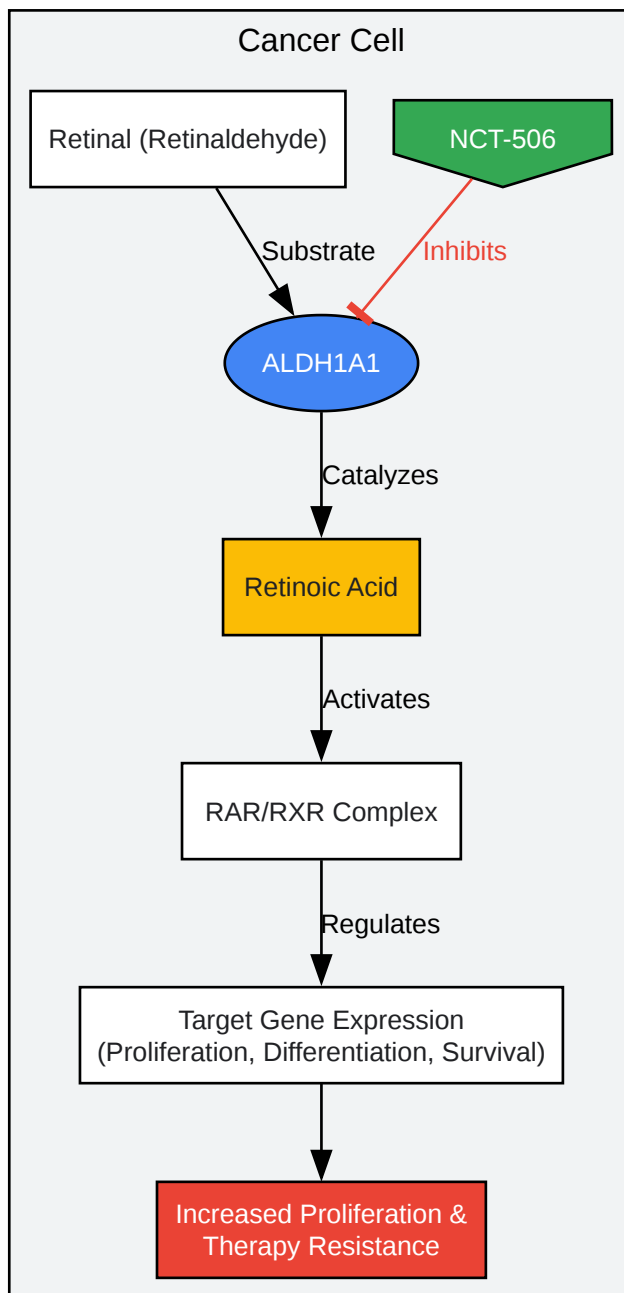 Cancer Cell
Retinal (Retinaldehyde)
NCT-506
Substrate
Inhibits
ALDH1A1
Catalyzes
Retinoic Acid
Activates
RAR/RXR Complex
Regulates
Target Gene Expression
(Proliferation, Differentiation, Survival)
Increased Proliferation &
Therapy Resistance